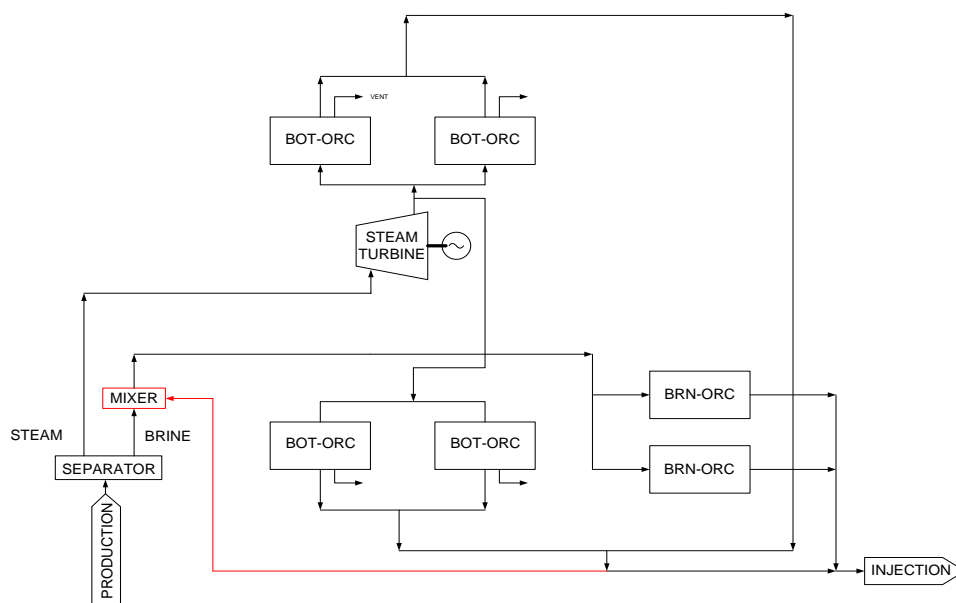 VENT
BOT-ORC
BOT-ORC
STEAM
TURBINE
MIXER
BRN-ORC
STEAM
BRINE
BOT-ORC
BOT-ORC
BRN-ORC
SEPARATOR
PRODUCTION
INJECTION